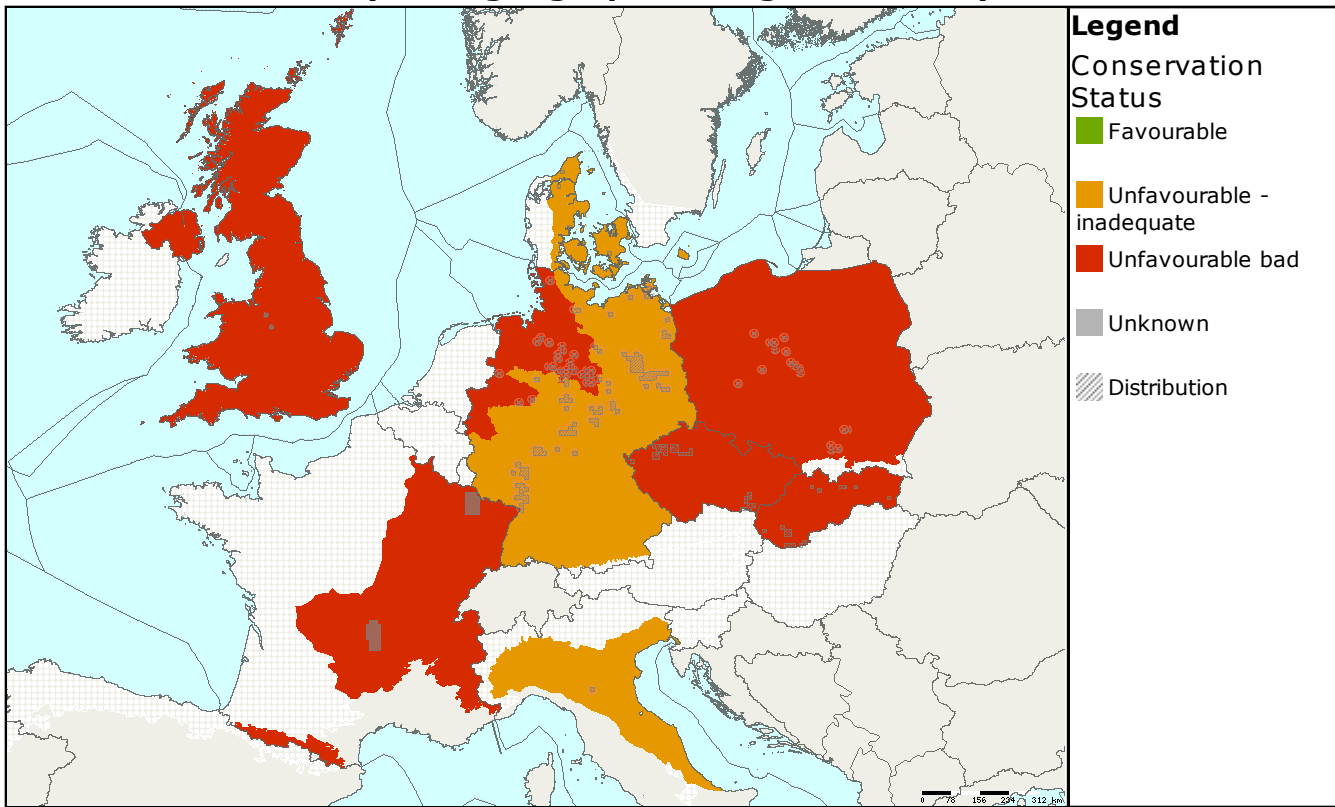 Legend
Conservation
Status
Favourable
Unfavourable -
inadequate
Unfavourable bad
Unknown
Distribution
0 78 156 234 312 km